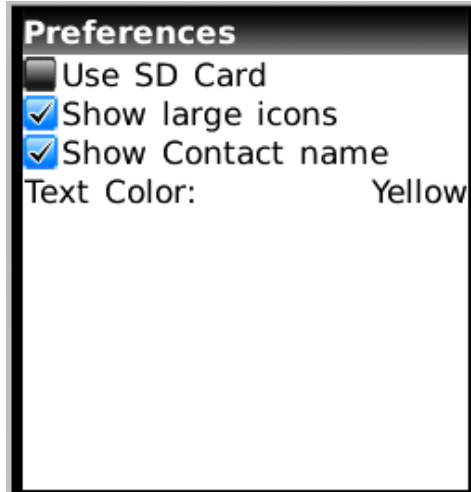 Preferences
Use SD Card
Show large icons
Show Contact name
Text Color: Yellow